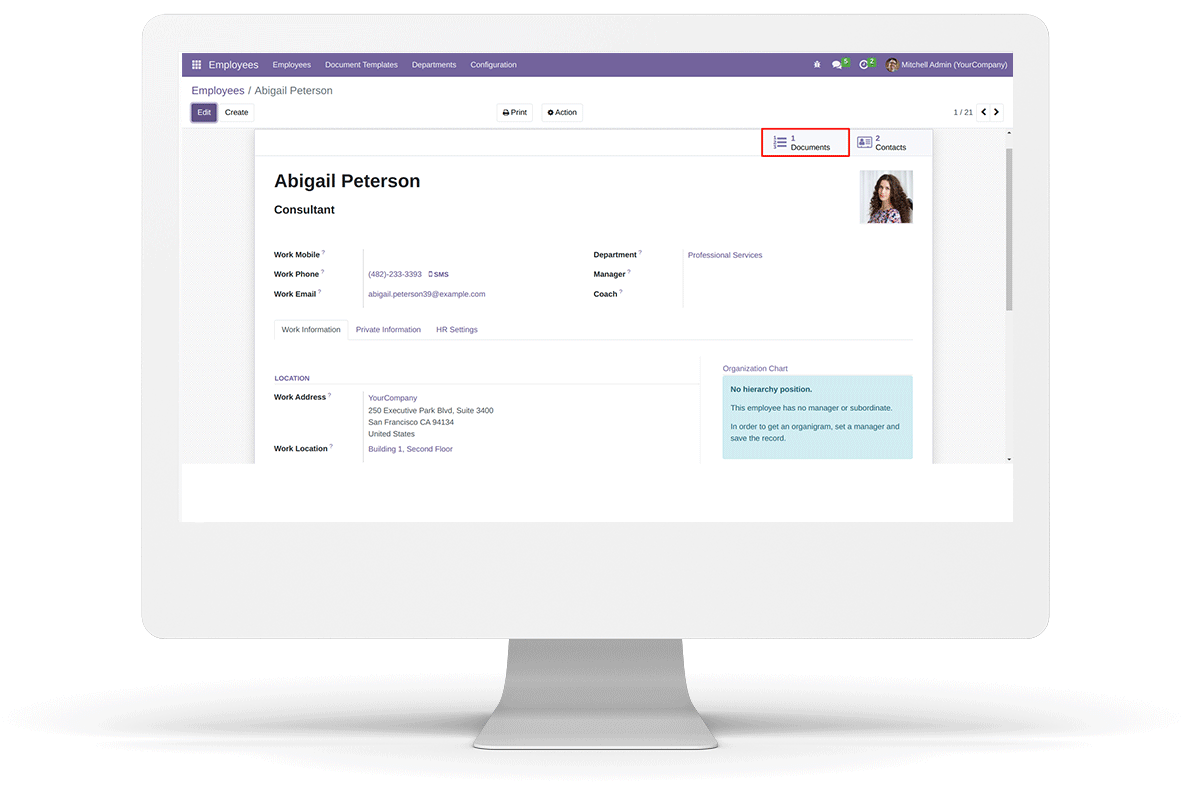 Employees Employees Document Templates Departments Configuration 5 2 Mitchell Admin (YourCompany)
Employees / Abigail Peterson
Edit Create Print Action 1 / 21
1 Documents 2 Contacts
Abigail Peterson
Consultant
Work Mobile ? Department ? Professional Services
Work Phone ? (482)-233-3393 SMS Manager ?
Work Email ? abigail.peterson39@example.com Coach ?
Work Information Private Information HR Settings
Organization Chart
LOCATION
No hierarchy position.
Work Address ? YourCompany
250 Executive Park Blvd, Suite 3400
San Francisco CA 94134
United States
This employee has no manager or subordinate.
In order to get an organigram, set a manager and
save the record.
Work Location ? Building 1, Second Floor